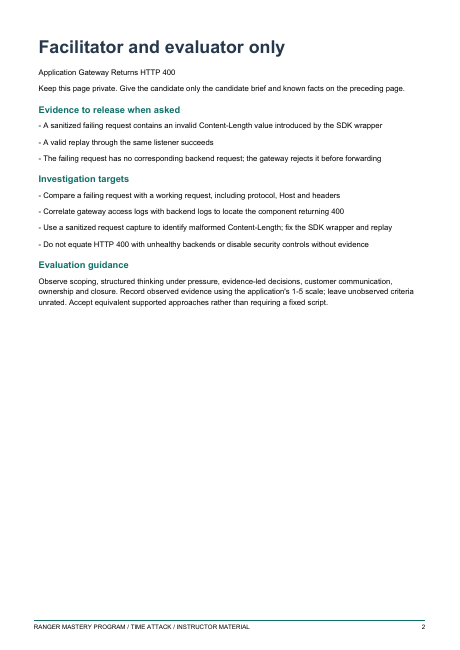 Facilitator and evaluator only
Application Gateway Returns HTTP 400
Keep this page private. Give the candidate only the candidate brief and known facts on the preceding page.
Evidence to release when asked
- A sanitized failing request contains an invalid Content-Length value introduced by the SDK wrapper
- A valid replay through the same listener succeeds
- The failing request has no corresponding backend request; the gateway rejects it before forwarding
Investigation targets
- Compare a failing request with a working request, including protocol, Host and headers
- Correlate gateway access logs with backend logs to locate the component returning 400
- Use a sanitized request capture to identify malformed Content-Length; fix the SDK wrapper and replay
- Do not equate HTTP 400 with unhealthy backends or disable security controls without evidence
Evaluation guidance
Observe scoping, structured thinking under pressure, evidence-led decisions, customer communication,
ownership and closure. Record observed evidence using the application's 1-5 scale; leave unobserved criteria
unrated. Accept equivalent supported approaches rather than requiring a fixed script.
RANGER MASTERY PROGRAM / TIME ATTACK / INSTRUCTOR MATERIAL
2